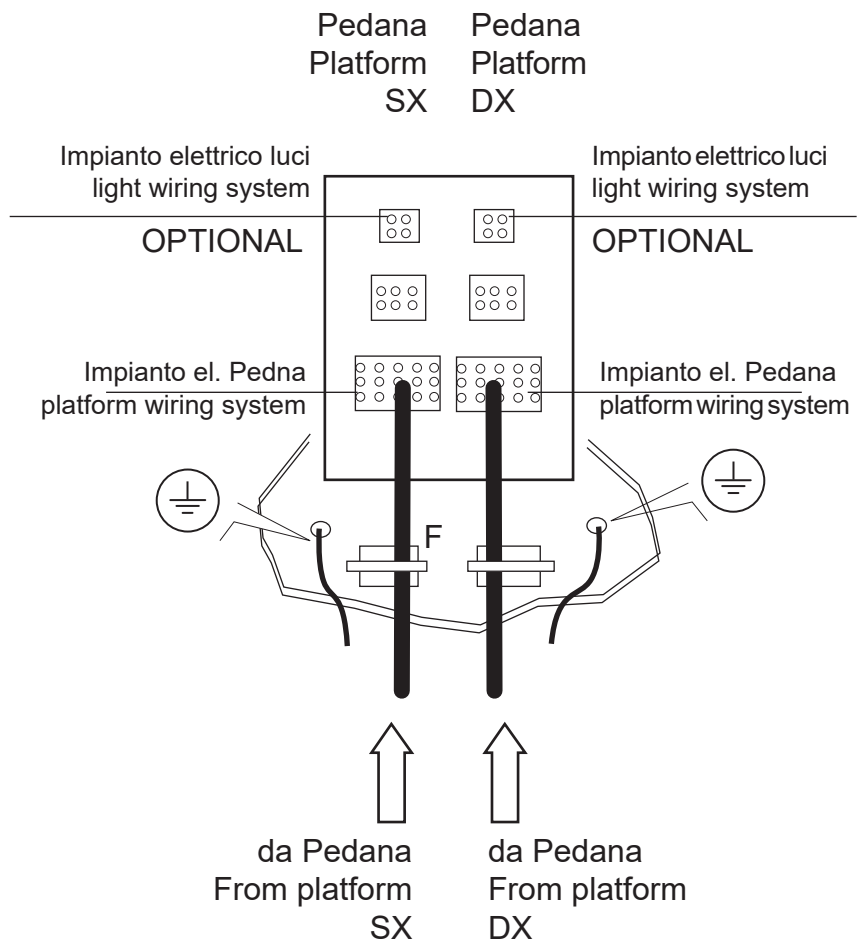 Pedana
Platform
SX
Pedana
Platform
DX
Impianto elettrico luci
light wiring system
OPTIONAL
Impianto elettrico luci
light wiring system
OPTIONAL
Impianto el. Pedna
platform wiring system
Impianto el. Pedana
platform wiring system
F
da Pedana
From platform
SX
da Pedana
From platform
DX